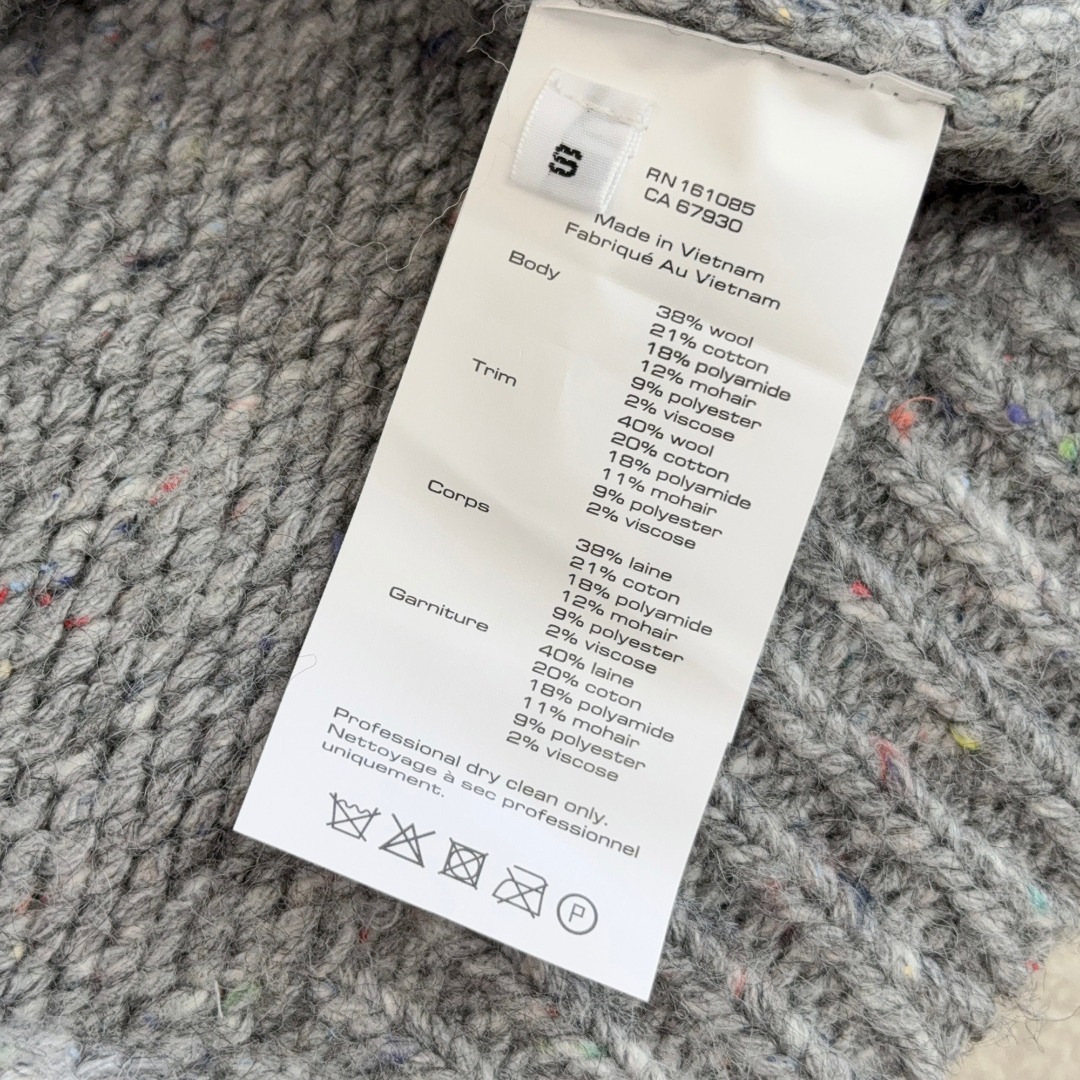 S
RN 161085
CA 67930
Made in Vietnam
Fabriqué Au Vietnam
Body
38% wool
21% cotton
18% polyamide
12% mohair
9% polyester
2% viscose
Trim
40% wool
20% cotton
18% polyamide
11% mohair
9% polyester
2% viscose
Corps
38% laine
21% coton
18% polyamide
12% mohair
9% polyester
2% viscose
Garniture
40% laine
20% coton
18% polyamide
11% mohair
9% polyester
2% viscose
Professional dry clean only.
Nettoyage à sec professionnel
uniquement.
P